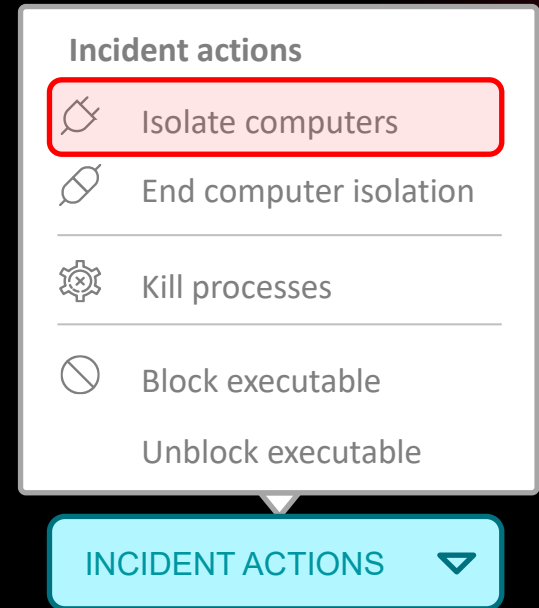 Incident actions
Isolate computers
End computer isolation
Kill processes
Block executable
Unblock executable
INCIDENT ACTIONS